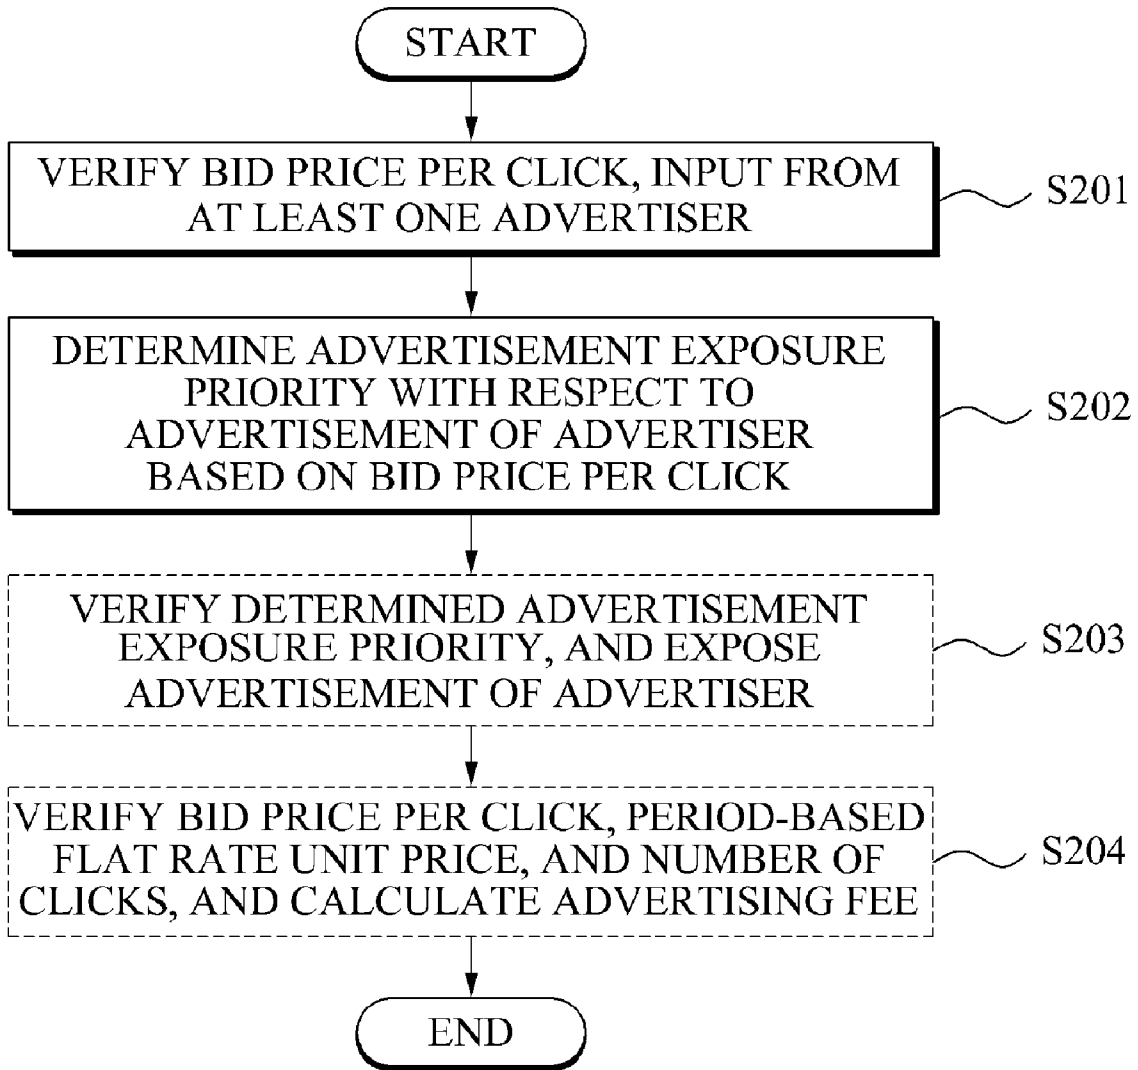 START
VERIFY BID PRICE PER CLICK, INPUT FROM
AT LEAST ONE ADVERTISER
S201
DETERMINE ADVERTISEMENT EXPOSURE
PRIORITY WITH RESPECT TO
ADVERTISEMENT OF ADVERTISER
BASED ON BID PRICE PER CLICK
S202
VERIFY DETERMINED ADVERTISEMENT
EXPOSURE PRIORITY, AND EXPOSE
ADVERTISEMENT OF ADVERTISER
S203
VERIFY BID PRICE PER CLICK, PERIOD-BASED
FLAT RATE UNIT PRICE, AND NUMBER OF
CLICKS, AND CALCULATE ADVERTISING FEE
S204
END